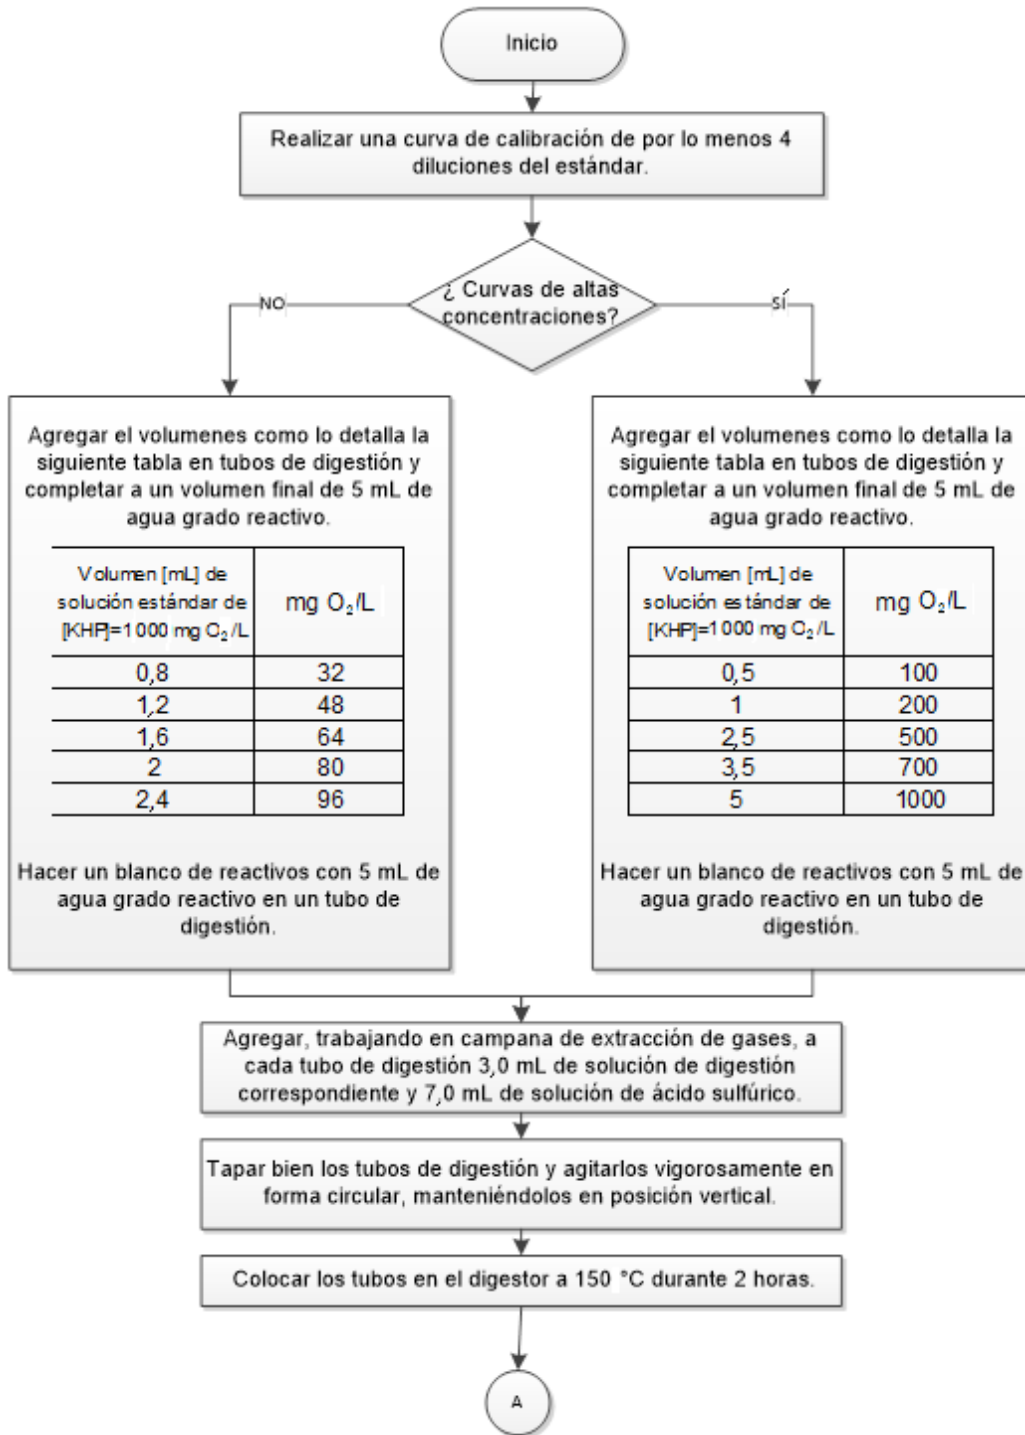 Inicio
Realizar una curva de calibración de por lo menos 4
diluciones del estándar.
¿ Curvas de altas
concentraciones?
NO
SÍ
Agregar el volumenes como lo detalla la
siguiente tabla en tubos de digestión y
completar a un volumen final de 5 mL de
agua grado reactivo.
Volumen [mL] de
solución estándar de
[KHP]=1000 mg O₂/L
mg O₂/L
0,8 32
1,2 48
1,6 64
2 80
2,4 96
Hacer un blanco de reactivos con 5 mL de
agua grado reactivo en un tubo de
digestión.
Agregar el volumenes como lo detalla la
siguiente tabla en tubos de digestión y
completar a un volumen final de 5 mL de
agua grado reactivo.
Volumen [mL] de
solución estándar de
[KHP]=1000 mg O₂/L
mg O₂/L
0,5 100
1 200
2,5 500
3,5 700
5 1000
Hacer un blanco de reactivos con 5 mL de
agua grado reactivo en un tubo de
digestión.
Agregar, trabajando en campana de extracción de gases, a
cada tubo de digestión 3,0 mL de solución de digestión
correspondiente y 7,0 mL de solución de ácido sulfúrico.
Tapar bien los tubos de digestión y agitarlos vigorosamente en
forma circular, manteniéndolos en posición vertical.
Colocar los tubos en el digestor a 150 °C durante 2 horas.
A